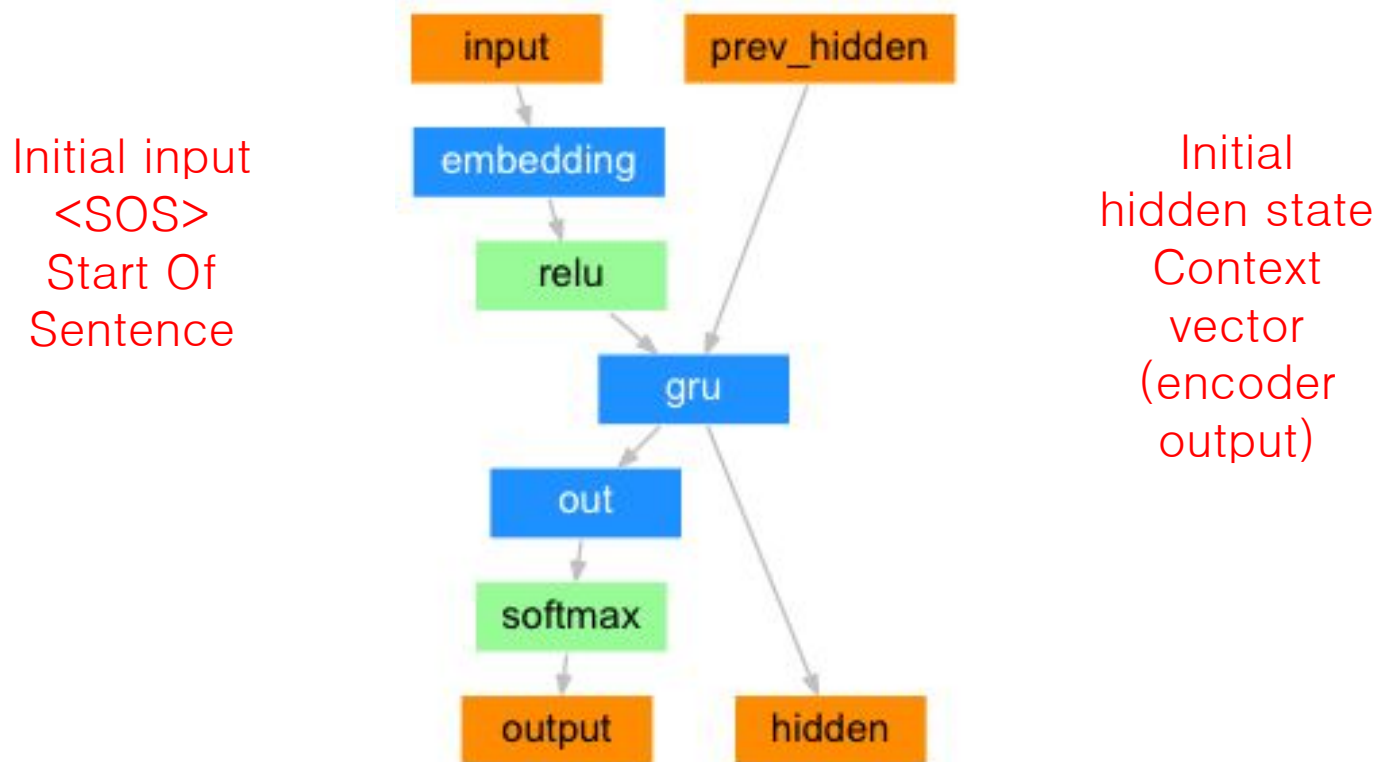 input
prev_hidden
embedding
relu
gru
out
softmax
output
hidden
Initial input
<SOS>
Start Of
Sentence
Initial
hidden state
Context
vector
(encoder
output)